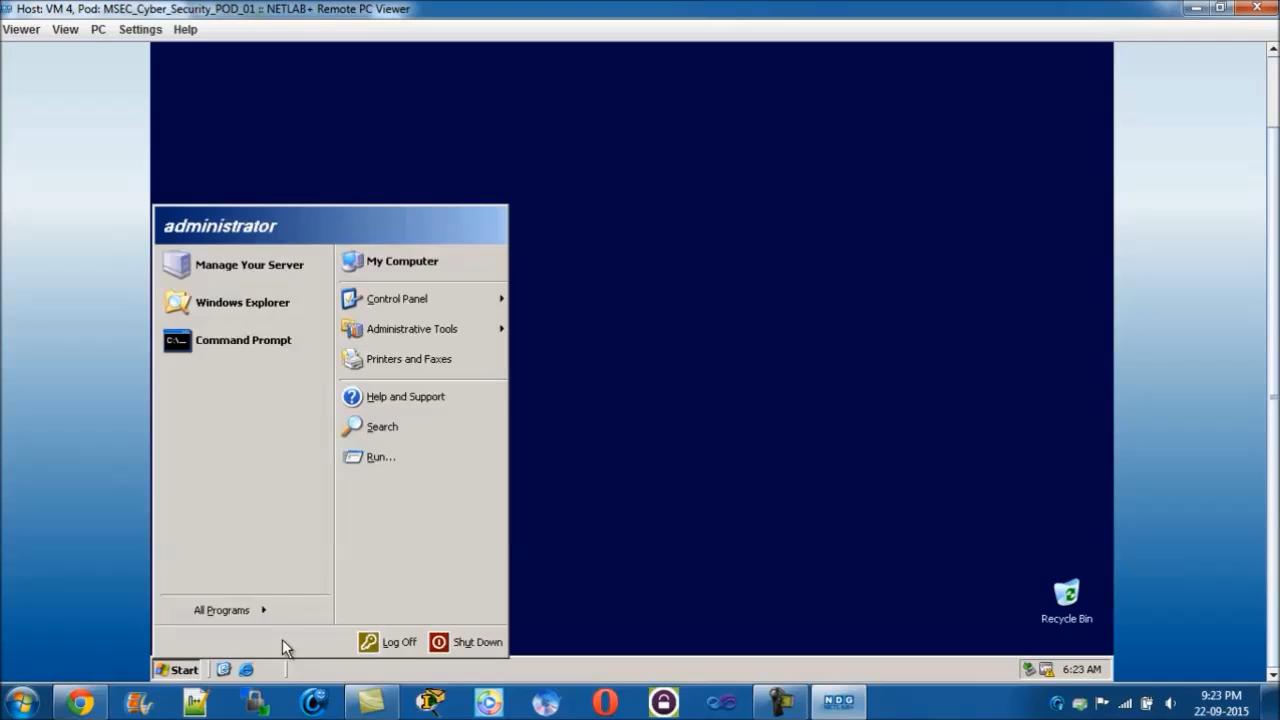 Host: VM 4, Pod: MSEC_Cyber_Security_POD_01 :: NETLAB+ Remote PC Viewer
Viewer View PC Settings Help
administrator
Manage Your Server
Windows Explorer
Command Prompt
All Programs
My Computer
Control Panel
Administrative Tools
Printers and Faxes
Help and Support
Search
Run...
Log Off Shut Down
Recycle Bin
Start
6:23 AM
NDG
9:23 PM
22-09-2015